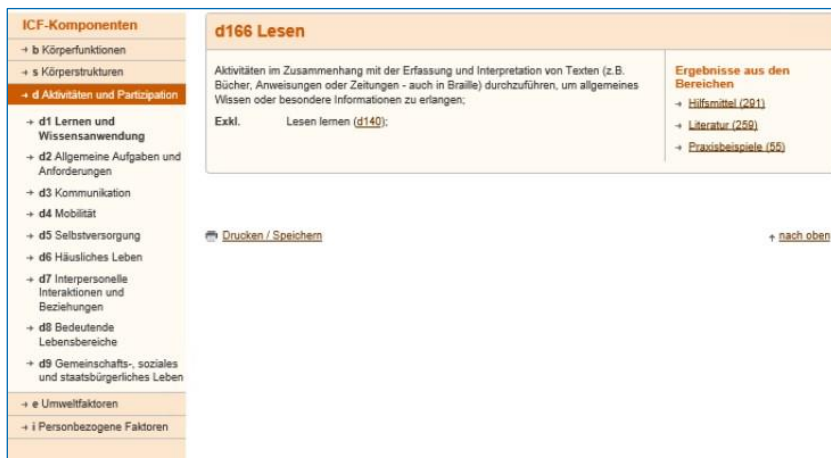 ICF-Komponenten
→ b Körperfunktionen
→ s Körperstrukturen
→ d Aktivitäten und Partizipation
→ d1 Lernen und
Wissensanwendung
→ d2 Allgemeine Aufgaben und
Anforderungen
→ d3 Kommunikation
→ d4 Mobilität
→ d5 Selbstversorgung
→ d6 Häusliches Leben
→ d7 Interpersonelle
Interaktionen und
Beziehungen
→ d8 Bedeutende
Lebensbereiche
→ d9 Gemeinschafts-, soziales
und staatsbürgerliches Leben
→ e Umweltfaktoren
→ i Personbezogene Faktoren
d166 Lesen
Aktivitäten im Zusammenhang mit der Erfassung und Interpretation von Texten (z.B.
Bücher, Anweisungen oder Zeitungen - auch in Braille) durchzuführen, um allgemeines
Wissen oder besondere Informationen zu erlangen;
Exkl. Lesen lernen (d140);
Ergebnisse aus den
Bereichen
→ Hilfsmittel (291)
→ Literatur (259)
→ Praxisbeispiele (55)
Drucken / Speichern
↑ nach oben